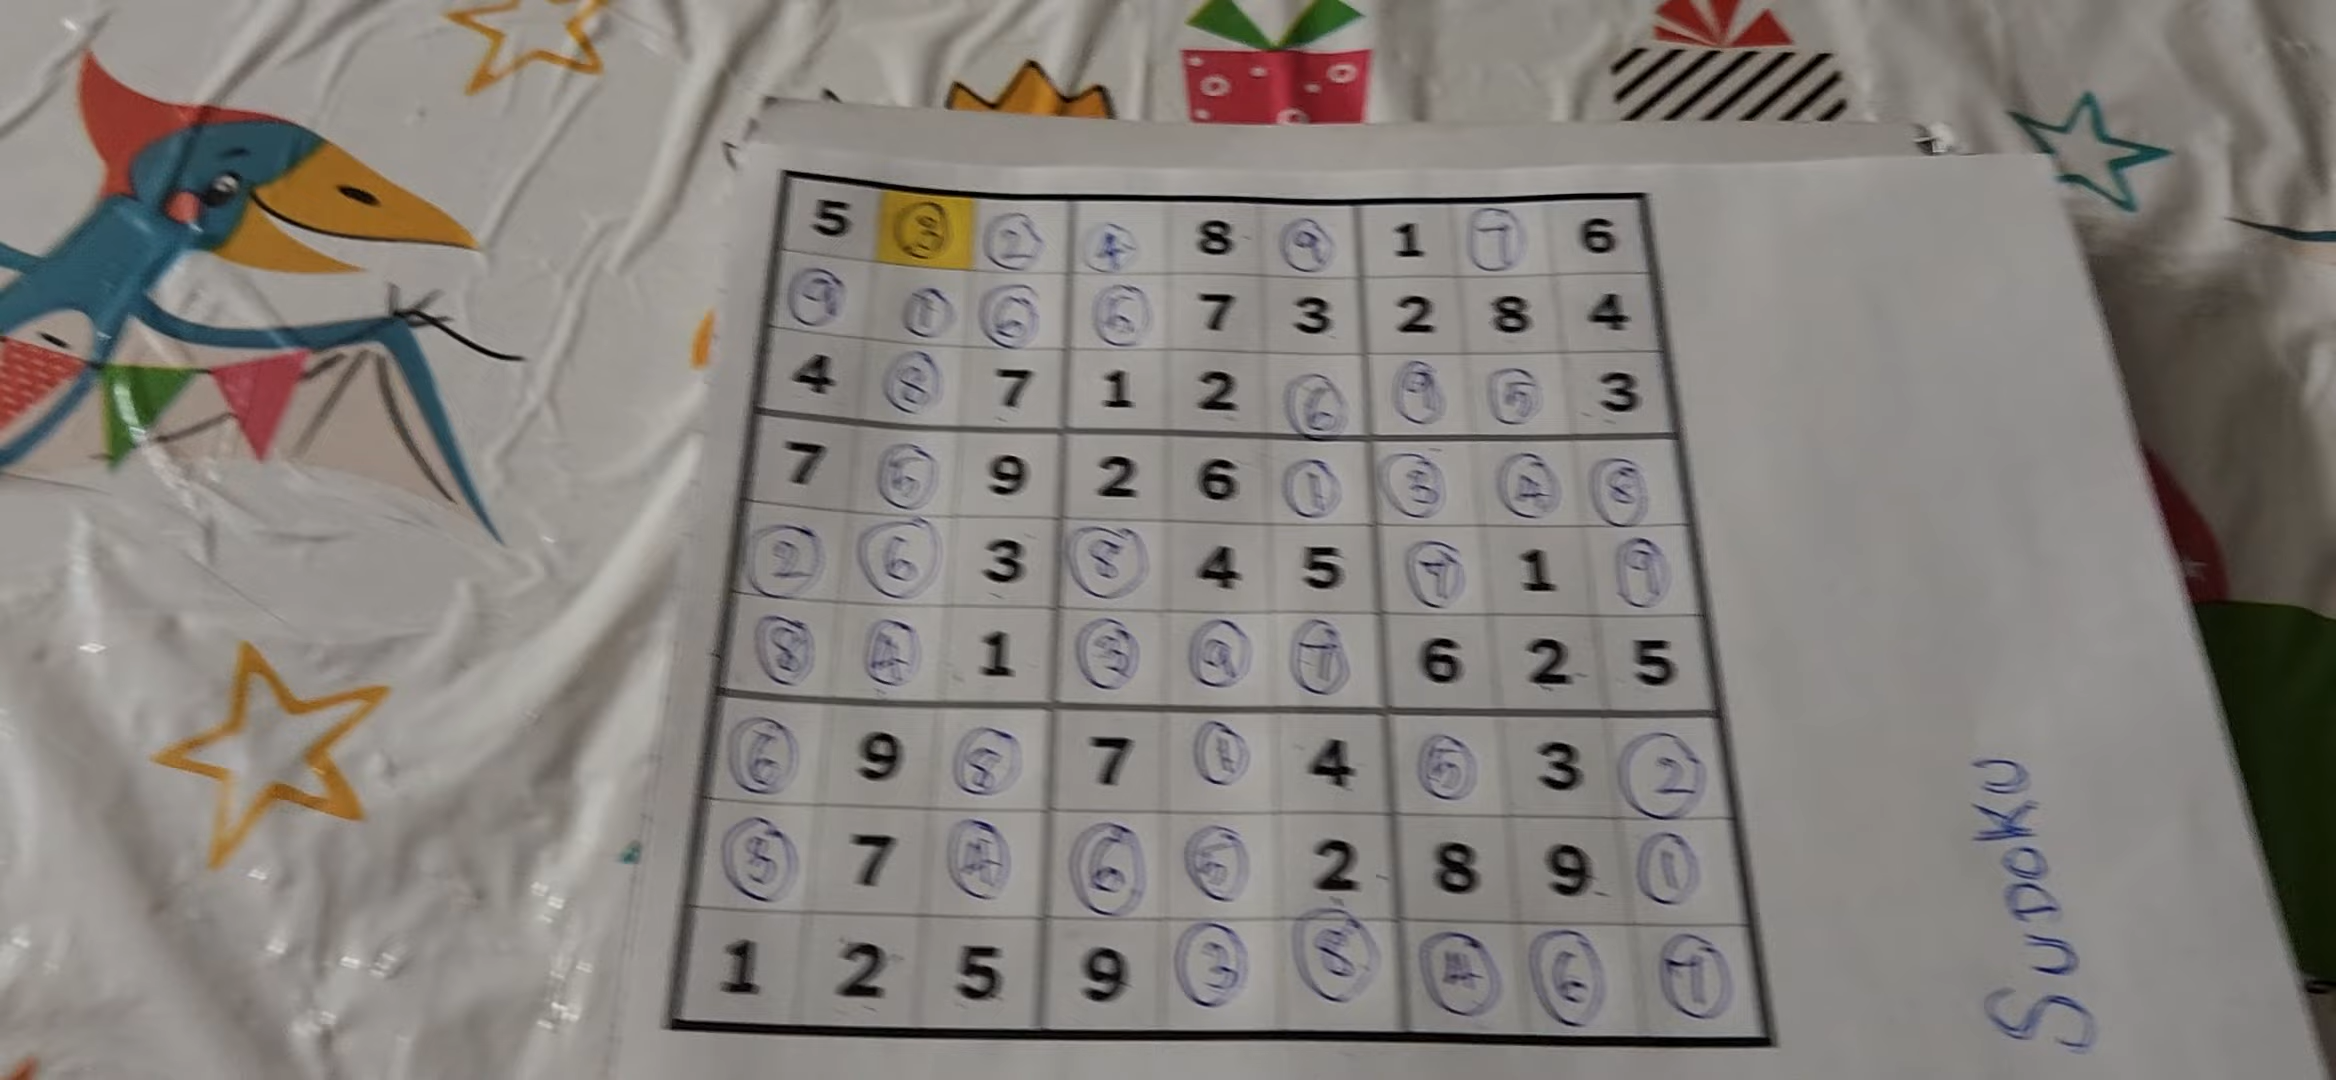 5 3 2 4 8 9 1 7 6
9 1 6 5 7 3 2 8 4
4 8 7 1 2 6 9 5 3
7 5 9 2 6 1 3 4 8
2 6 3 8 4 5 7 1 9
8 4 1 3 9 7 6 2 5
6 9 8 7 1 4 5 3 2
3 7 4 6 5 2 8 9 1
1 2 5 9 3 8 4 6 7
SUDOKU